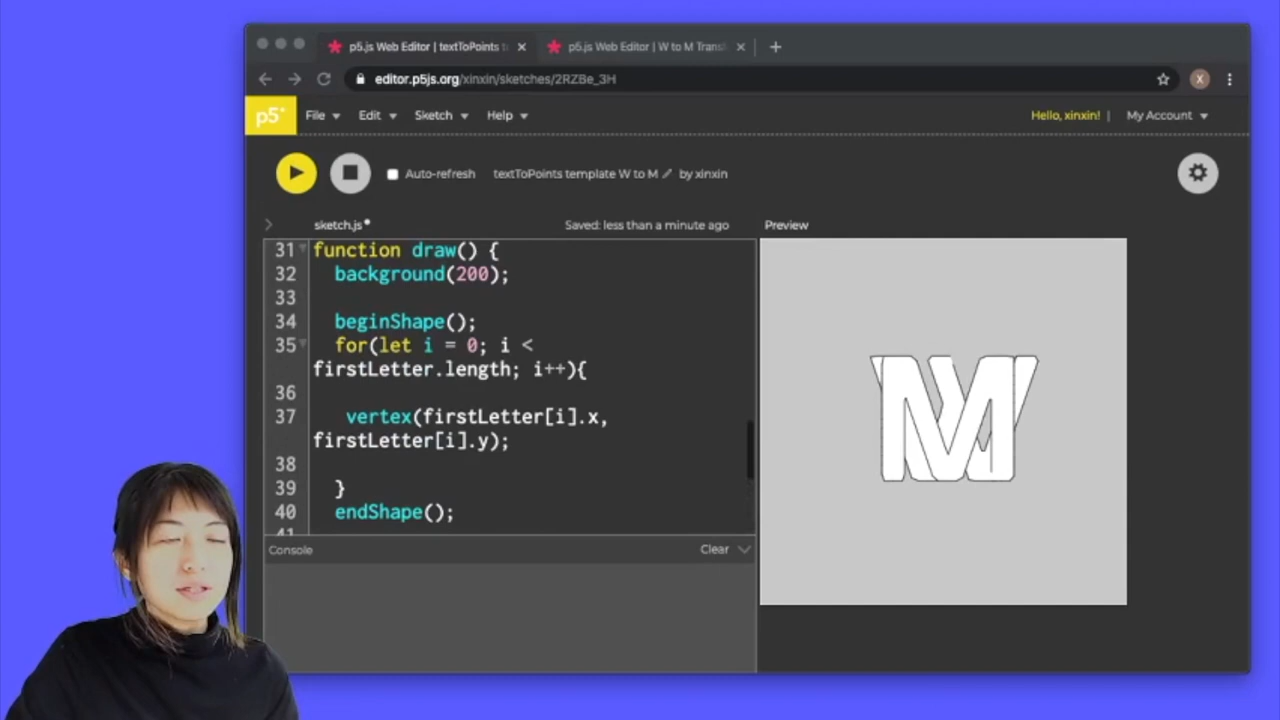 p5.js Web Editor | textToPoints t
p5.js Web Editor | W to M Trans
editor.p5js.org/xinxin/sketches/2RZBe_3H
X
p5*
File
Edit
Sketch
Help
Hello, xinxin! |
My Account
Auto-refresh
textToPoints template W to M
by xinxin
sketch.js
Saved: less than a minute ago
Preview
31 function draw() {
32 background(200);
33
34 beginShape();
35 for(let i = 0; i <
firstLetter.length; i++){
36
37 vertex(firstLetter[i].x,
firstLetter[i].y);
38
39 }
40 endShape();
Console
Clear
W
M